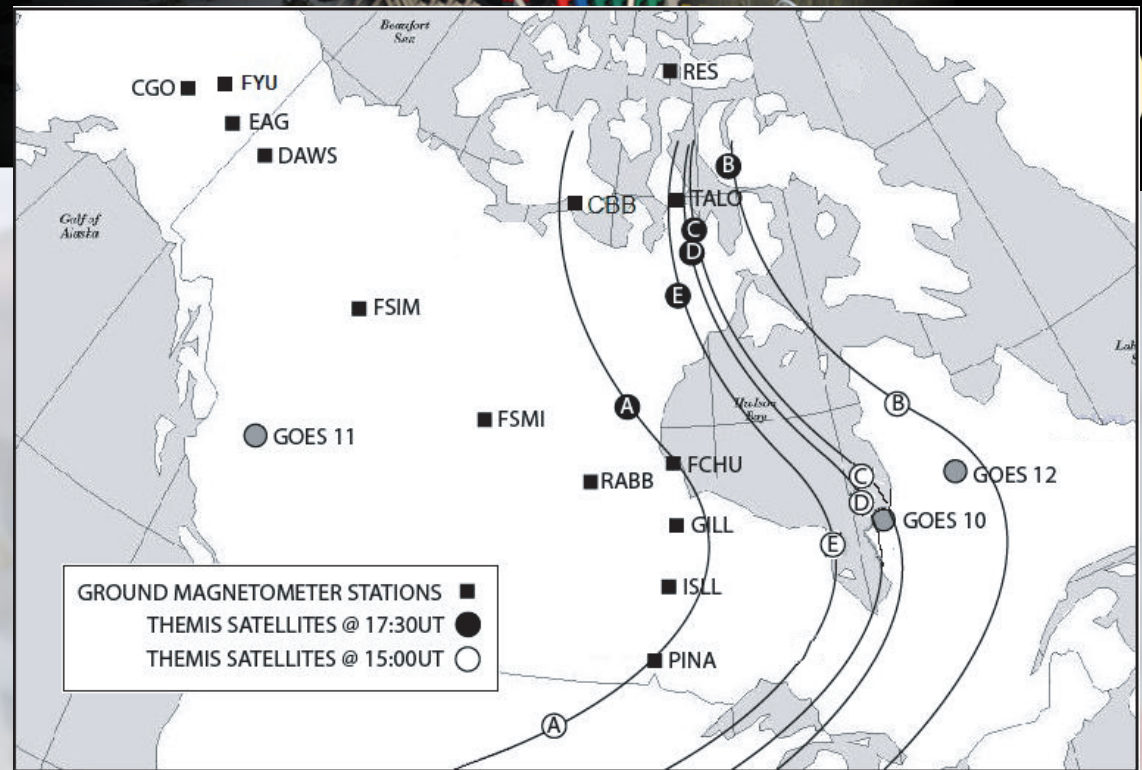 Beaufort
Sea
RES
CGO
FYU
EAG
DAWS
B
CBB
TALO
Gulf of
Alaska
C
D
E
FSIM
A
Hudson
Bay
B
FSMI
GOES 11
FCHU
RABB
C
GOES 12
D
GOES 10
GILL
E
ISLL
GROUND MAGNETOMETER STATIONS
THEMIS SATELLITES @ 17:30UT
THEMIS SATELLITES @ 15:00UT
PINA
A